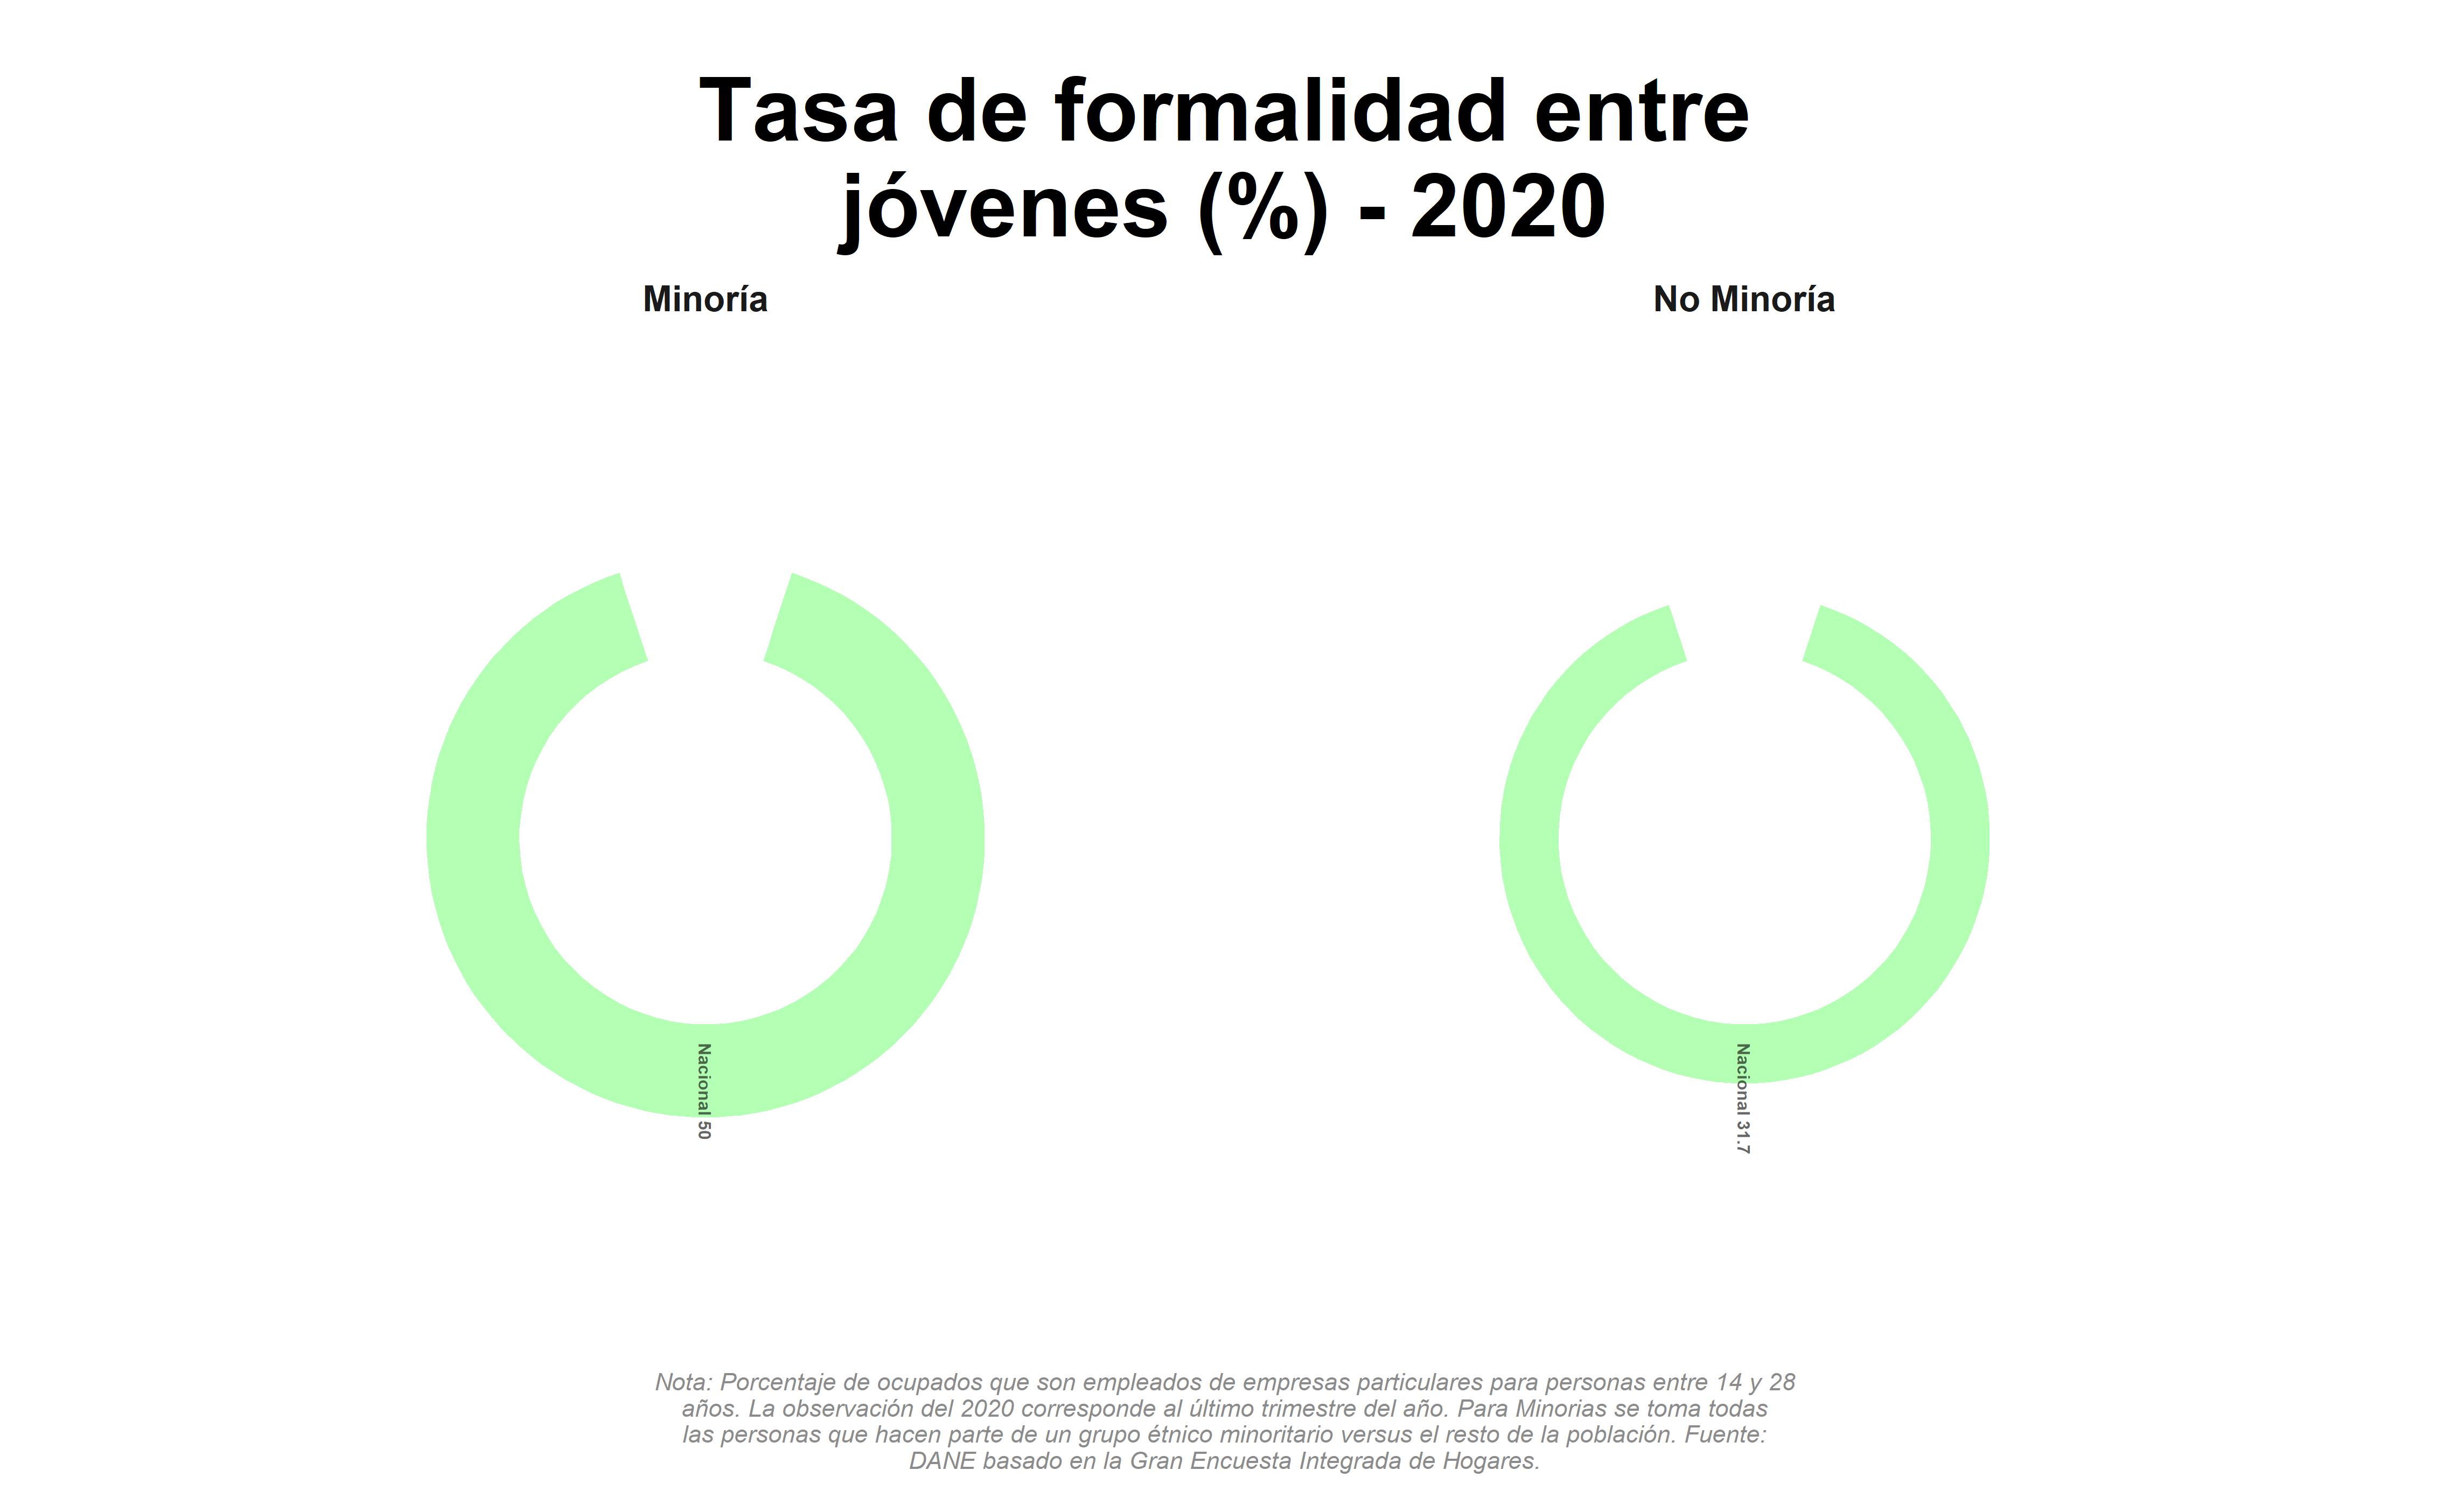 Tasa de formalidad entre
jóvenes (%) - 2020
Minoría
No Minoría
Nacional 50
Nacional 31.7
Nota: Porcentaje de ocupados que son empleados de empresas particulares para personas entre 14 y 28
años. La observación del 2020 corresponde al último trimestre del año. Para Minorias se toma todas
las personas que hacen parte de un grupo étnico minoritario versus el resto de la población. Fuente:
DANE basado en la Gran Encuesta Integrada de Hogares.